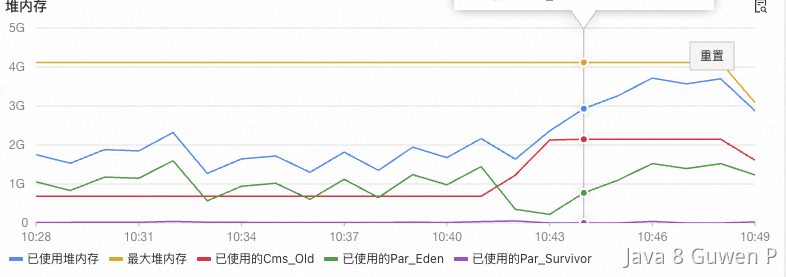 堆内存
5G
4G
3G
2G
1G
0
重置
10:28 10:31 10:34 10:37 10:40 10:43 10:46 10:49
已使用堆内存 最大堆内存 已使用的Cms_Old 已使用的Par_Eden 已使用的Par_Survivor
Java 8 Guwen P